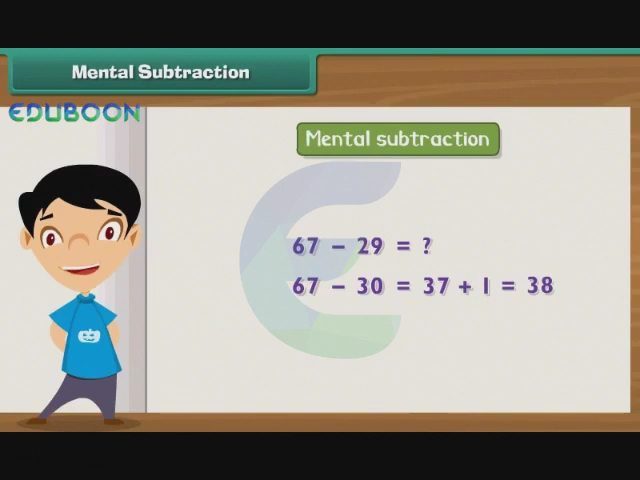 Mental Subtraction
EDUBOON
Mental subtraction
67 - 29 = ?
67 - 30 = 37 + 1 = 38